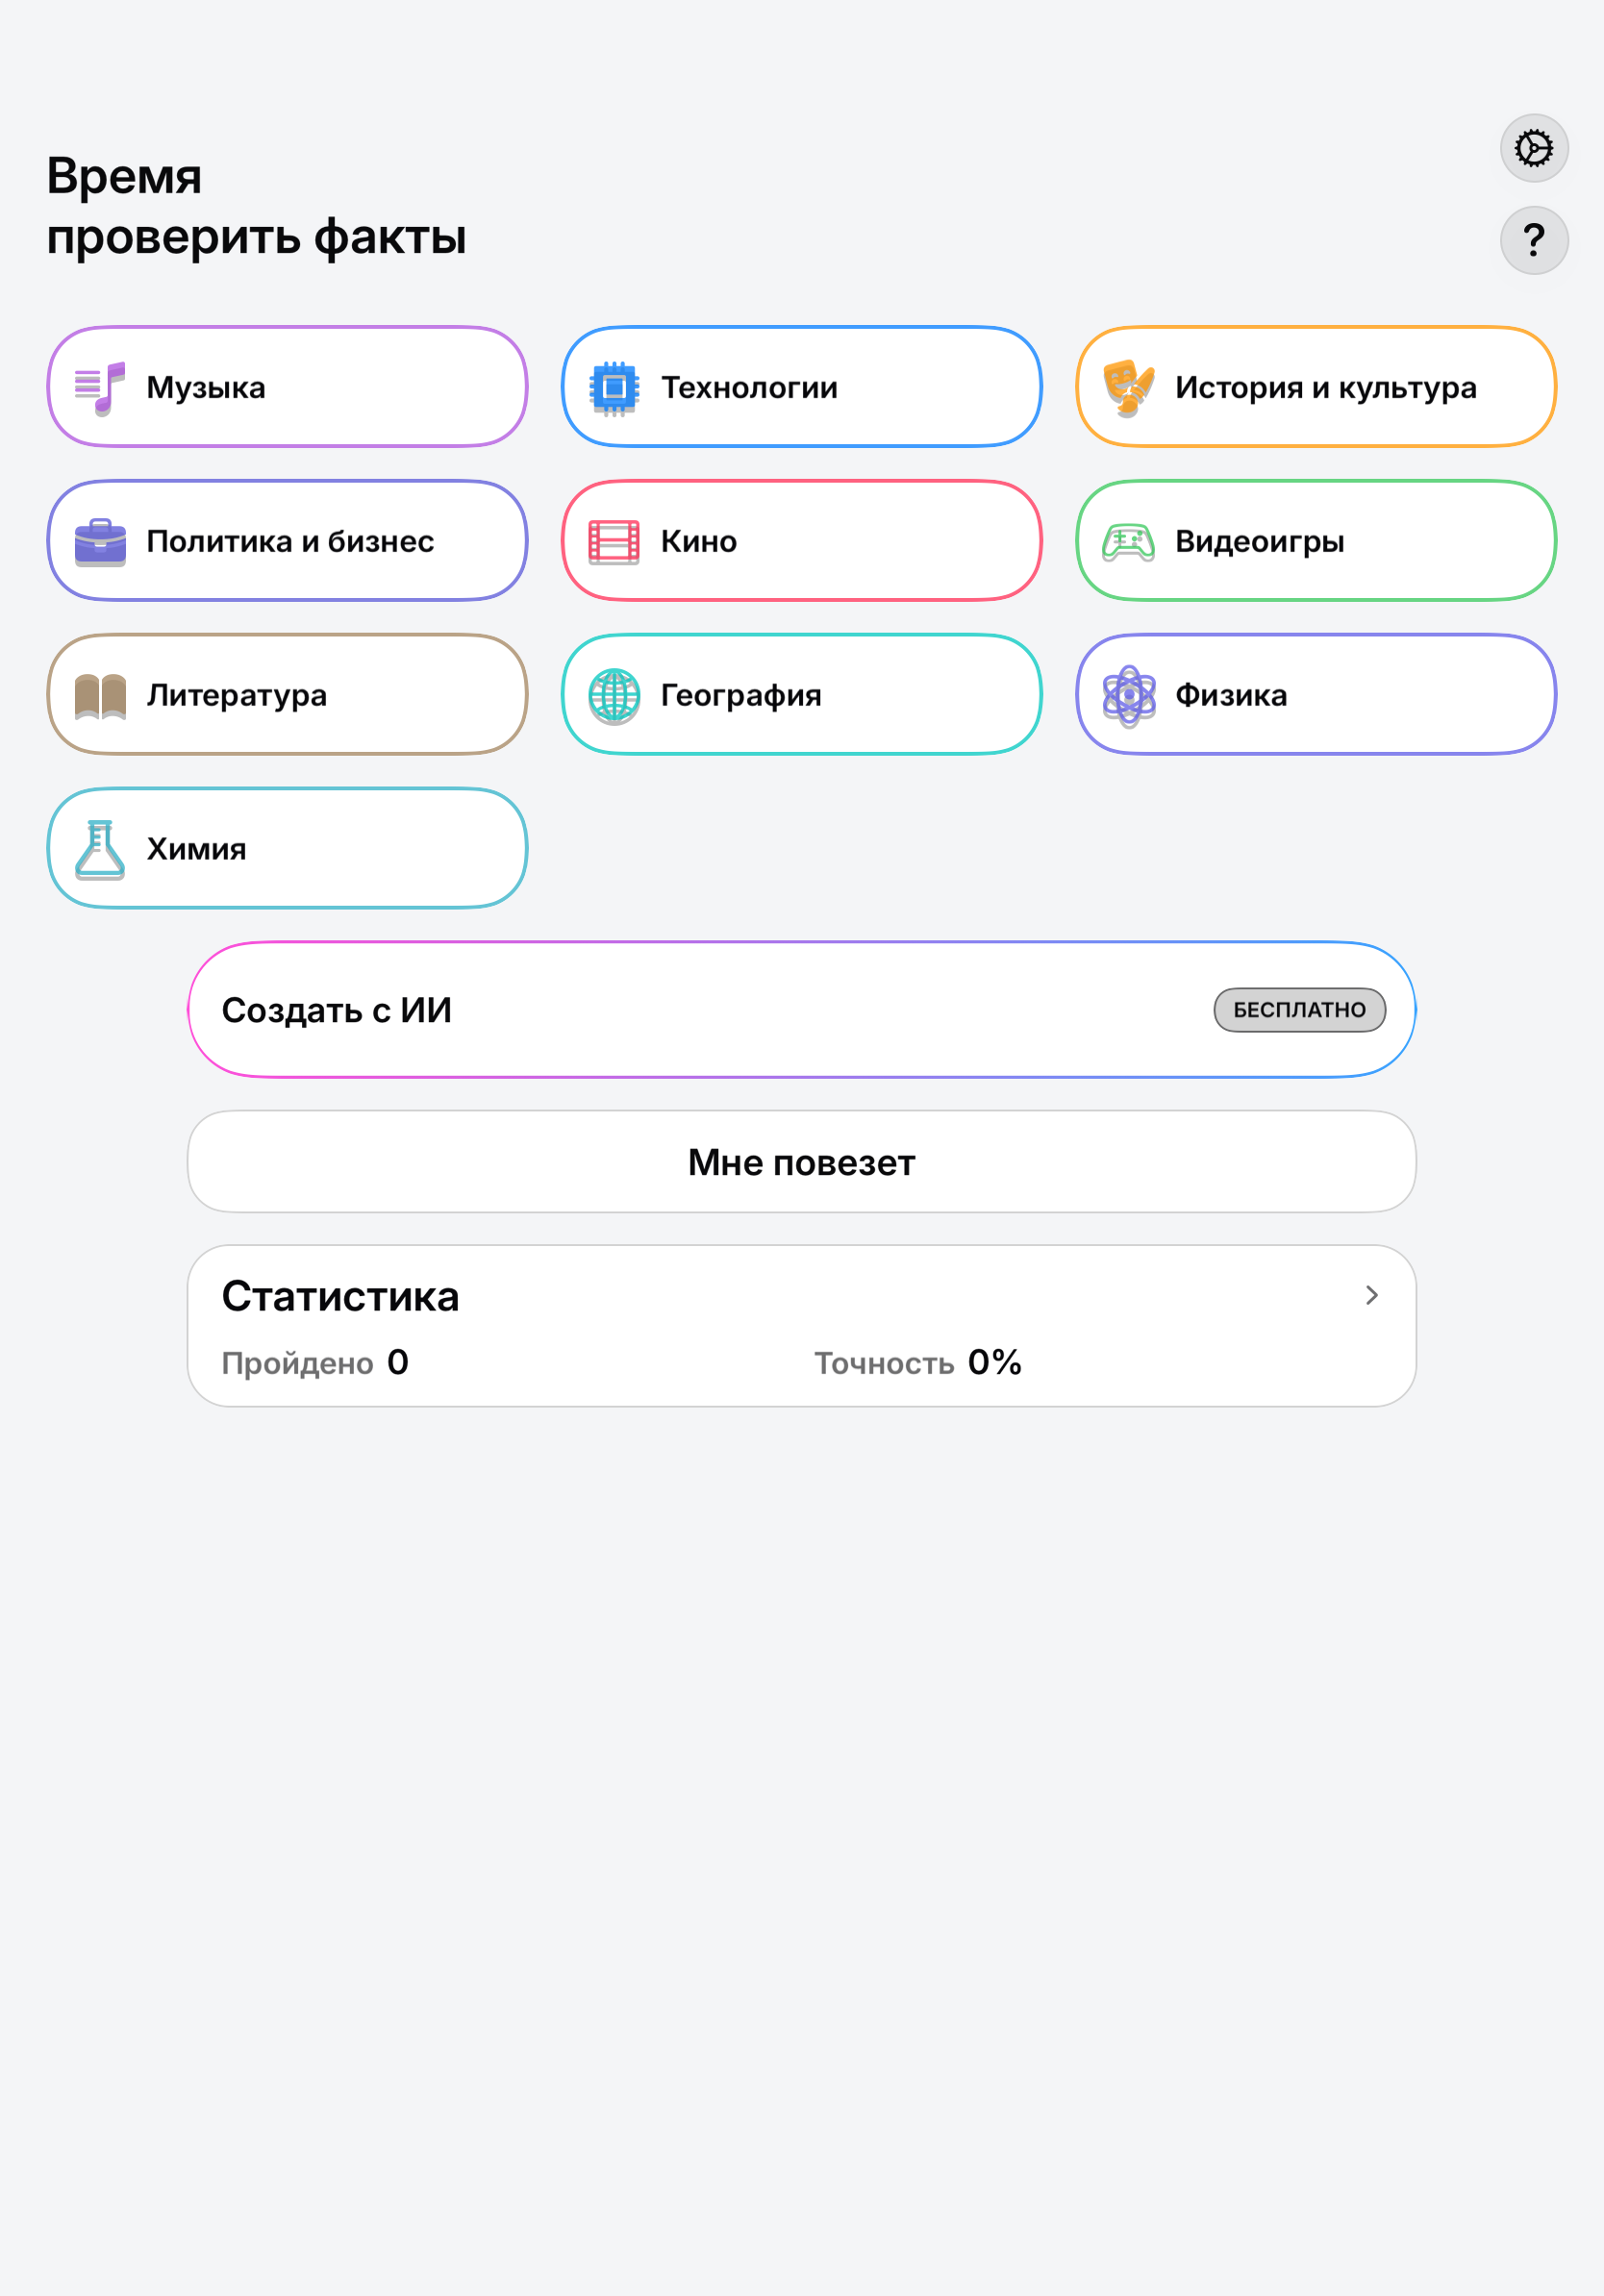 Время
проверить факты
?
Музыка
Технологии
История и культура
Политика и бизнес
Кино
Видеоигры
Литература
География
Физика
Химия
Создать с ИИ
БЕСПЛАТНО
Мне повезет
Статистика
Пройдено 0
Точность 0%